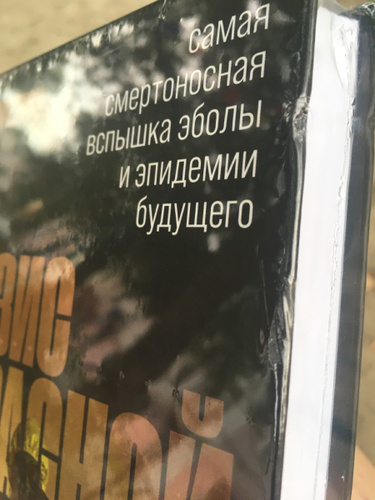 самая
смертоносная
вспышка эболы
и эпидемии
будущего